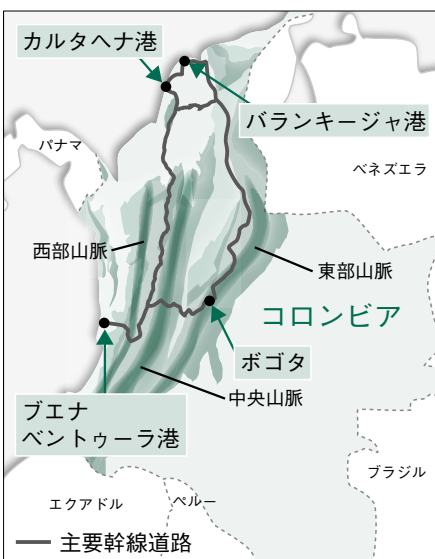 カルタヘナ港
バランキージャ港
パナマ
ベネズエラ
西部山脈
東部山脈
コロンビア
ボゴタ
中央山脈
ブエナ
ベントゥーラ港
ブラジル
エクアドル
ペルー
主要幹線道路